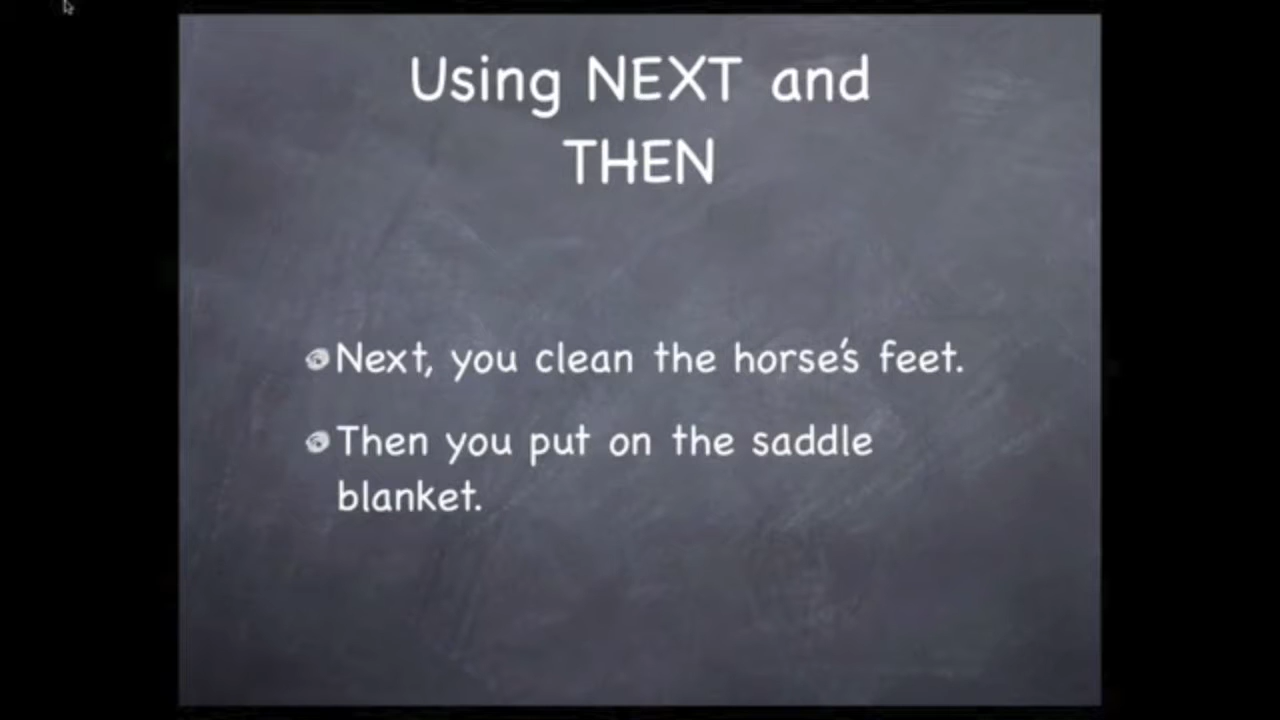 Using NEXT and
THEN
Next, you clean the horse's feet.
Then you put on the saddle
blanket.